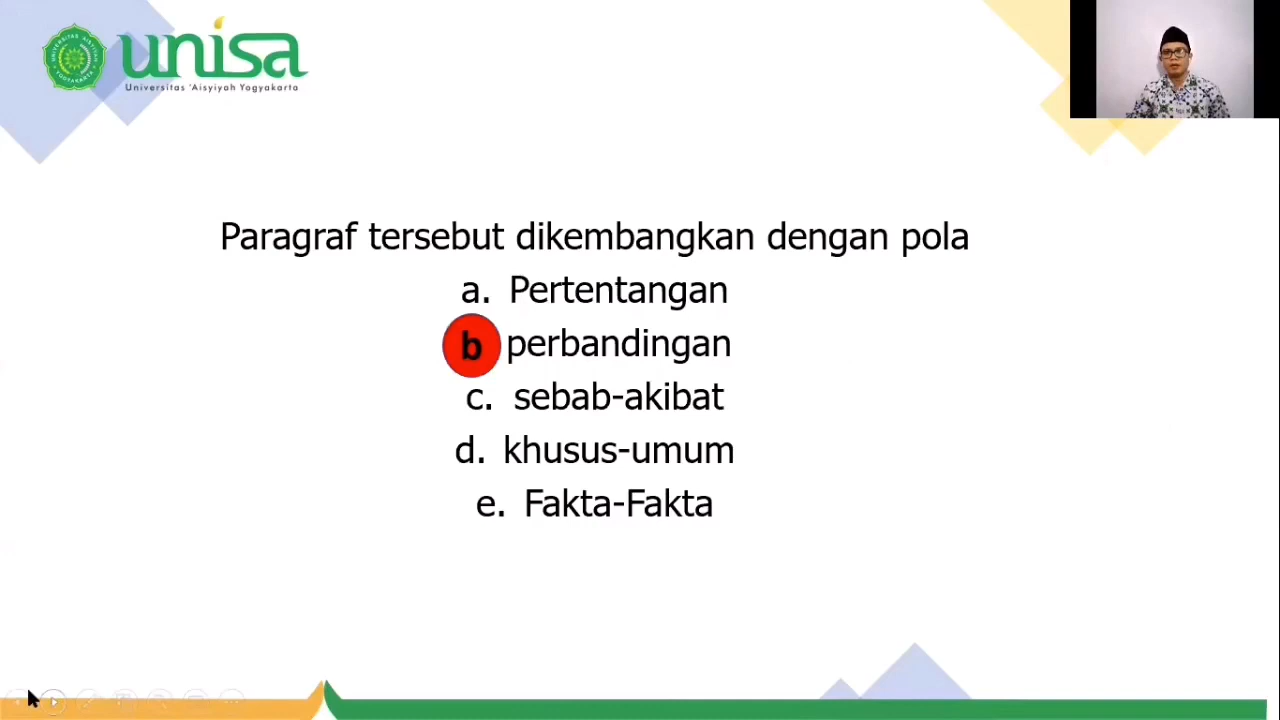 unisa
Universitas 'Aisyiyah Yogyakarta
Paragraf tersebut dikembangkan dengan pola
a. Pertentangan
b perbandingan
c. sebab-akibat
d. khusus-umum
e. Fakta-Fakta